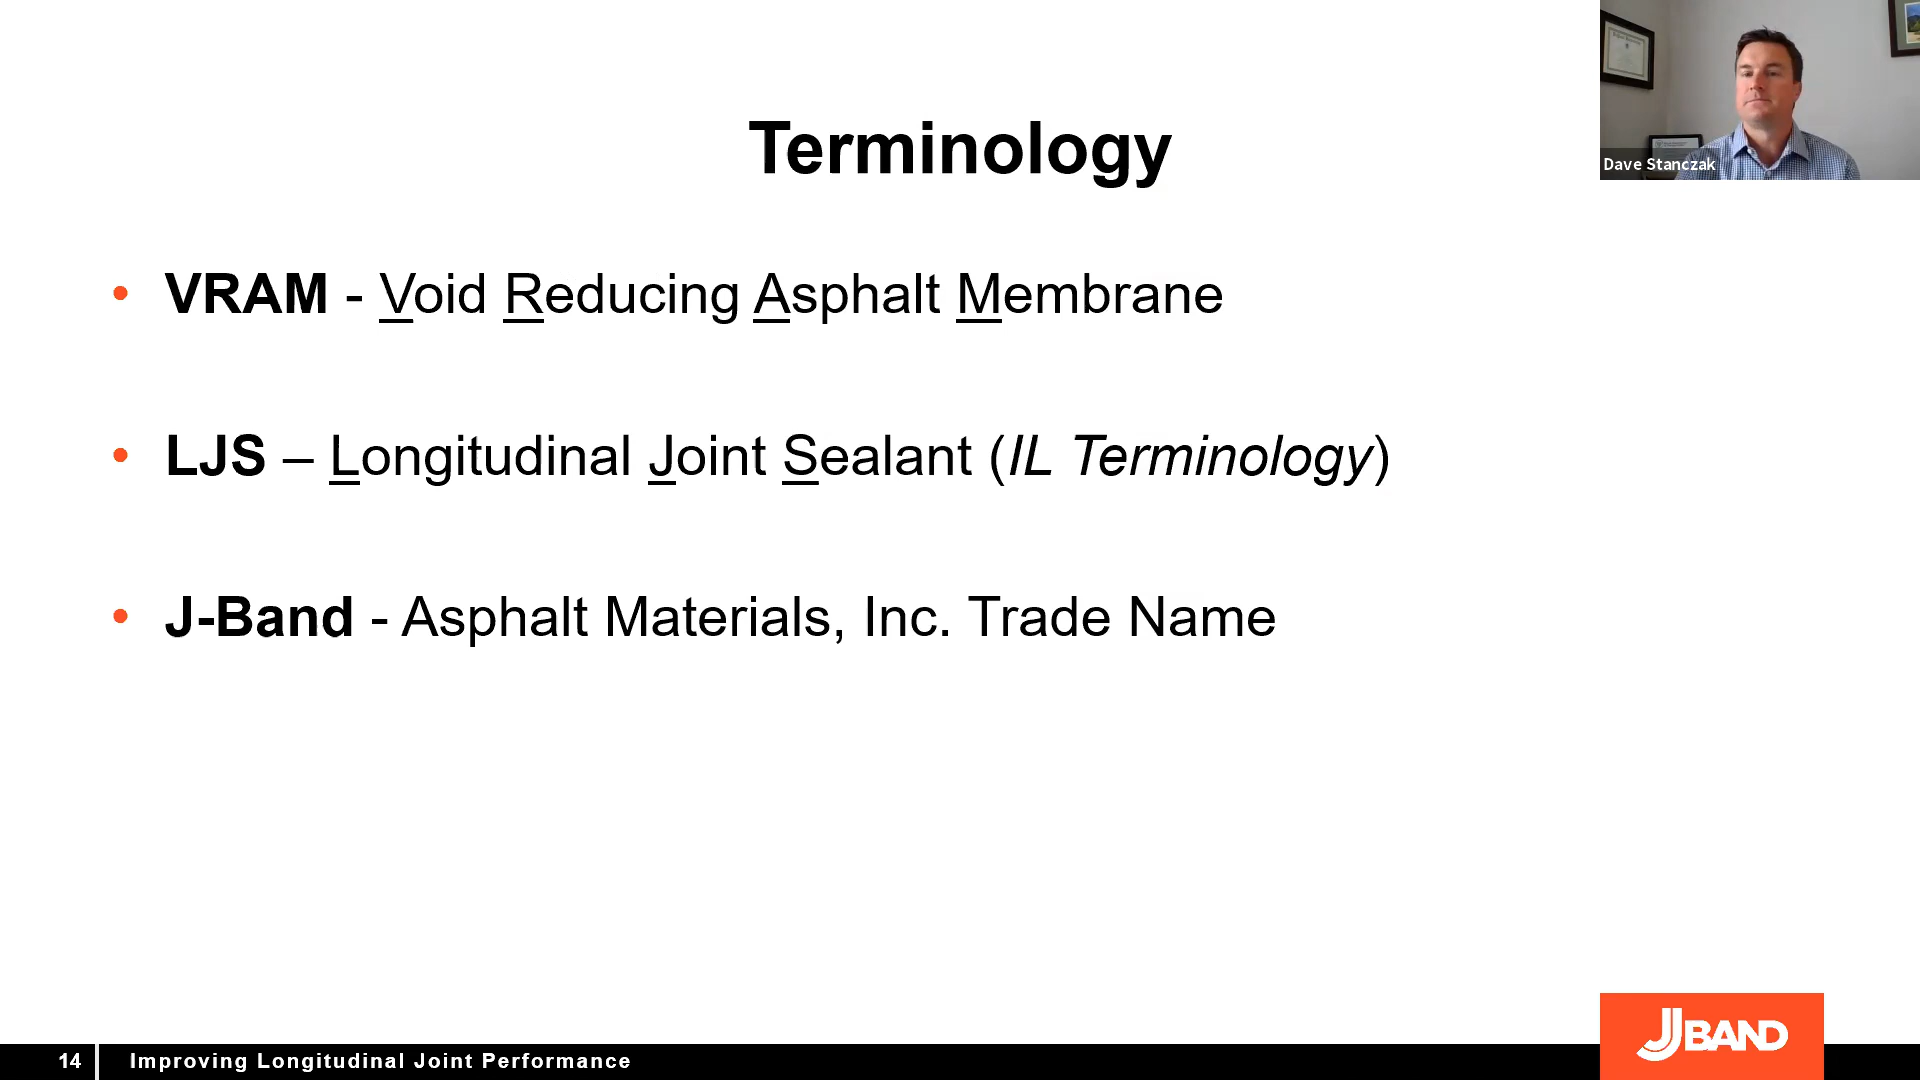 Dave Stanczak
Terminology
• VRAM - Void Reducing Asphalt Membrane
• LJS – Longitudinal Joint Sealant (IL Terminology)
• J-Band - Asphalt Materials, Inc. Trade Name
14 Improving Longitudinal Joint Performance
JBAND